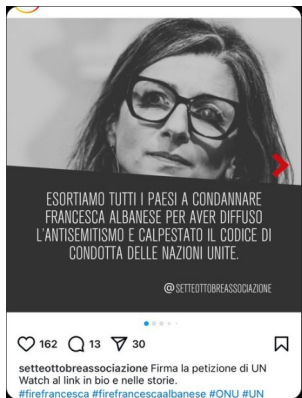 ESORTIAMO TUTTI I PAESI A CONDANNARE
FRANCESCA ALBANESE PER AVER DIFFUSO
L'ANTISEMITISMO E CALPESTATO IL CODICE DI
CONDOTTA DELLE NAZIONI UNITE.
@SETTEOTTOBREASSOCIAZIONE
162 13 30
setteottobreassociazione Firma la petizione di UN
Watch al link in bio e nelle storie.
#firefrancesca #firefrancescaalbanese #ONU #UN